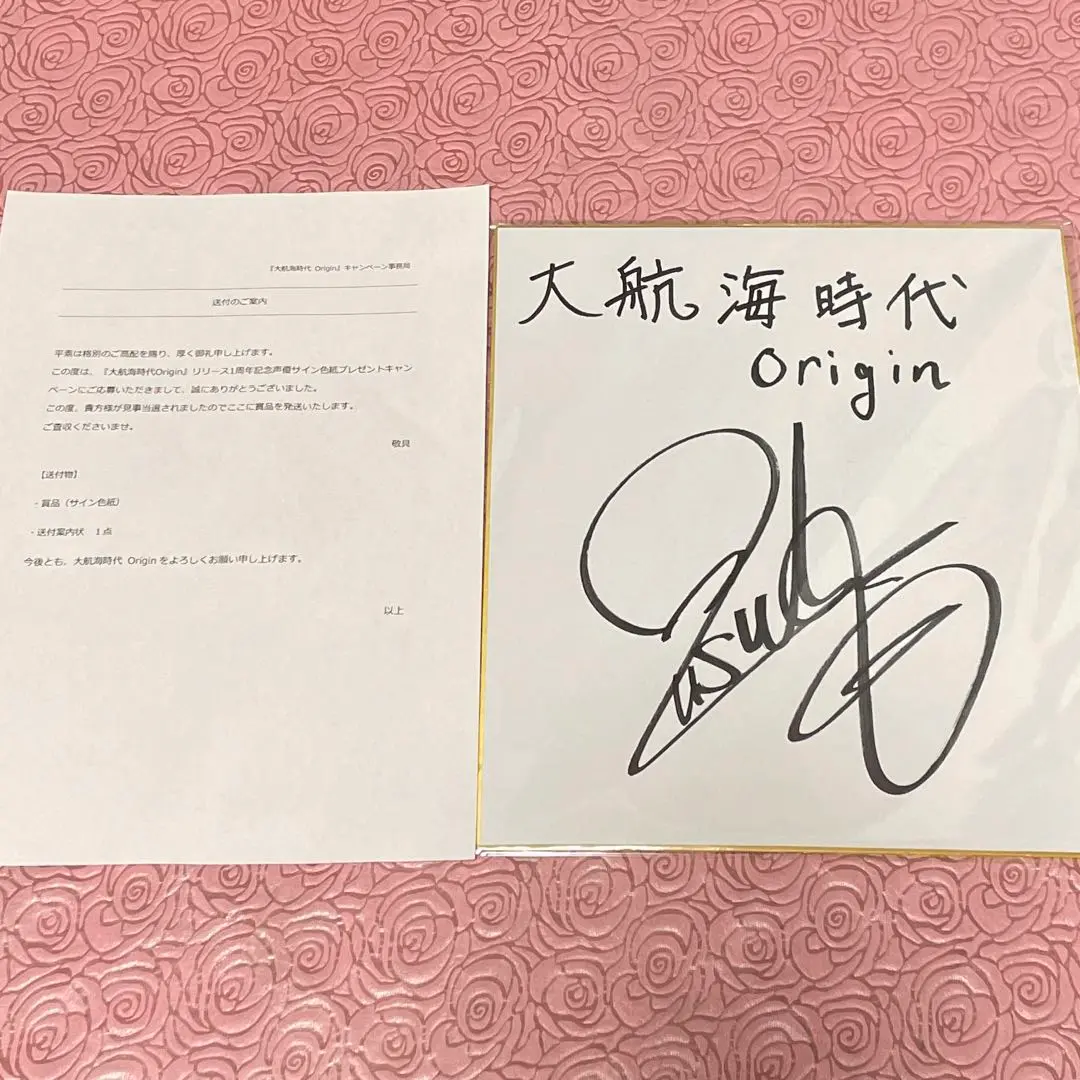 『大航海時代 Origin』キャンペーン事務局
送付のご案内
平素は格別のご高配を賜り、厚く御礼申し上げます。
この度は、『大航海時代Origin』リリース1周年記念声優サイン色紙プレゼントキャン
ペーンにご応募いただきまして、誠にありがとうございました。
この度、貴方様が見事当選されましたのでここに賞品を発送いたします。
ご査収くださいませ。
敬具
【送付物】
- 賞品（サイン色紙）
- 送付案内状 1点
今後とも、大航海時代 Origin をよろしくお願い申し上げます。
以上
大航海時代
Origin